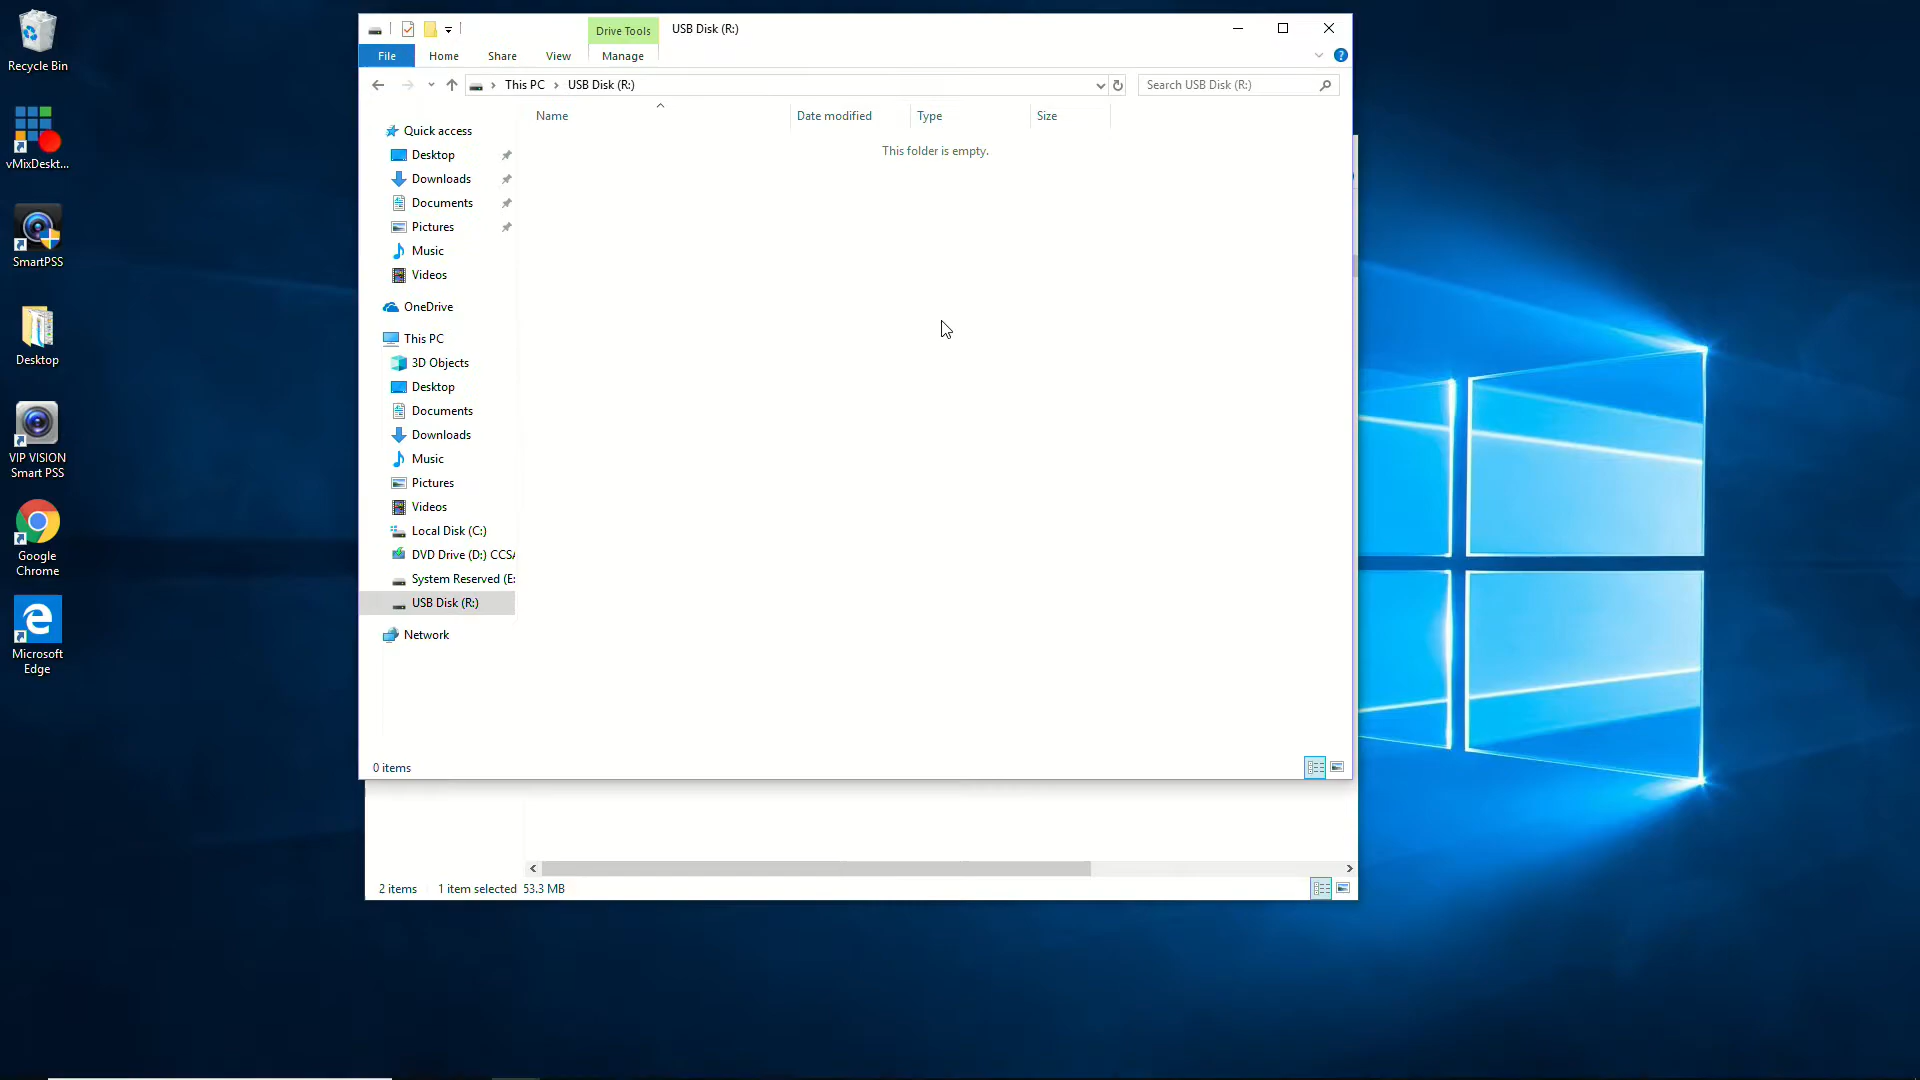 Recycle Bin
vMixDeskt...
SmartPSS
Desktop
VIP VISION
Smart PSS
Google
Chrome
Microsoft
Edge
Drive Tools
USB Disk (R:)
File
Home
Share
View
Manage
This PC
USB Disk (R:)
Search USB Disk (R:)
Name
Date modified
Type
Size
This folder is empty.
Quick access
Desktop
Downloads
Documents
Pictures
Music
Videos
OneDrive
This PC
3D Objects
Desktop
Documents
Downloads
Music
Pictures
Videos
Local Disk (C:)
DVD Drive (D:) CCSA
System Reserved (E:
USB Disk (R:)
Network
0 items
2 items
1 item selected 53.3 MB